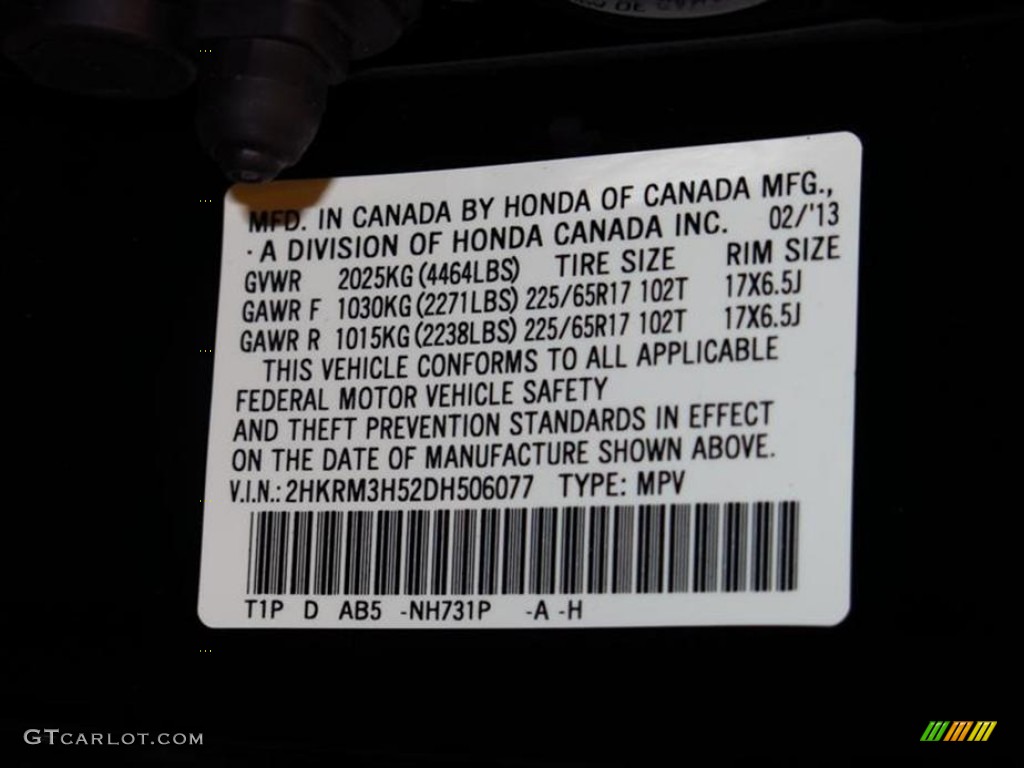 MFD. IN CANADA BY HONDA OF CANADA MFG.,
· A DIVISION OF HONDA CANADA INC. 02/'13
GVWR 2025KG (4464LBS) TIRE SIZE RIM SIZE
GAWR F 1030KG (2271LBS) 225/65R17 102T 17X6.5J
GAWR R 1015KG (2238LBS) 225/65R17 102T 17X6.5J
THIS VEHICLE CONFORMS TO ALL APPLICABLE
FEDERAL MOTOR VEHICLE SAFETY
AND THEFT PREVENTION STANDARDS IN EFFECT
ON THE DATE OF MANUFACTURE SHOWN ABOVE.
V.I.N.: 2HKRM3H52DH506077 TYPE: MPV
T1P D AB5 -NH731P -A -H
GTCARLOT.COM